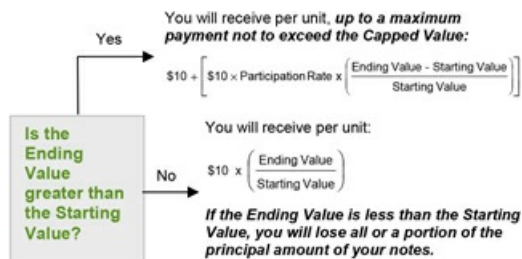 You will receive per unit, up to a maximum
payment not to exceed the Capped Value:
Yes
$10 + [$10 × Participation Rate x (Ending Value - Starting Value / Starting Value)]
Is the
Ending
Value
greater than
the Starting
Value?
No
You will receive per unit:
$10 x (Ending Value / Starting Value)
If the Ending Value is less than the Starting
Value, you will lose all or a portion of the
principal amount of your notes.